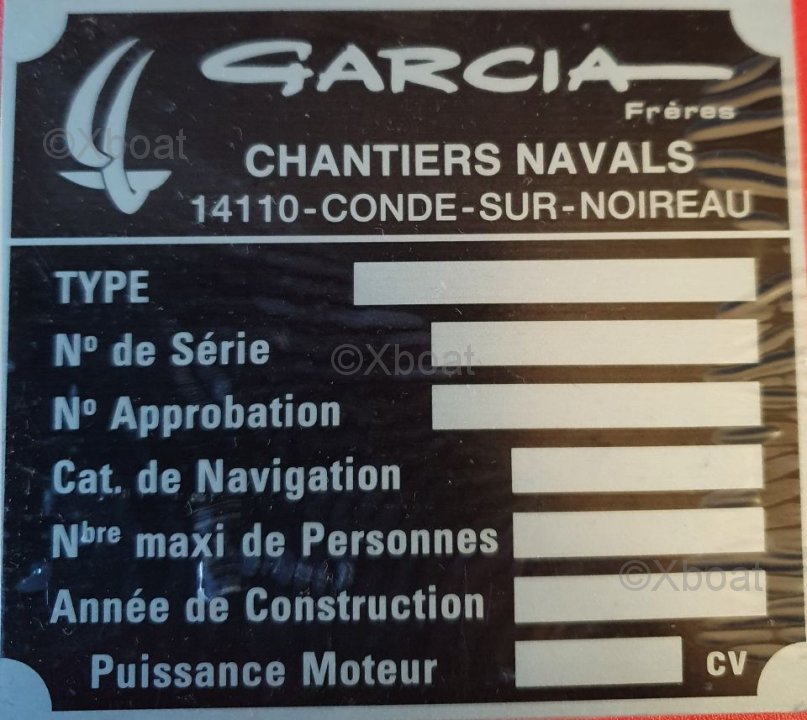 GARCIA
Frères
CHANTIERS NAVALS
14110-CONDE-SUR-NOIREAU
©Xboat
TYPE
Nº de Série
©Xboat
Nº Approbation
Cat. de Navigation
Nbre maxi de Personnes
©Xboat
Année de Construction
Puissance Moteur CV